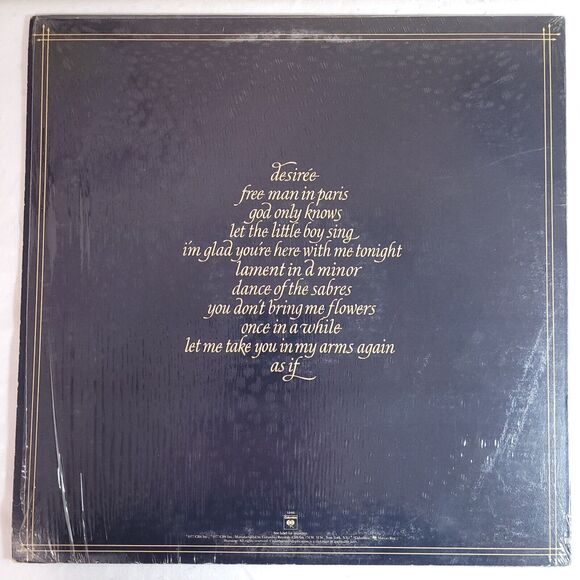 desirée
free man in paris
god only knows
let the little boy sing
i'm glad you're here with me tonight
lament in d minor
dance of the sabres
you don't bring me flowers
once in a while
let me take you in my arms again
as if
Columbia